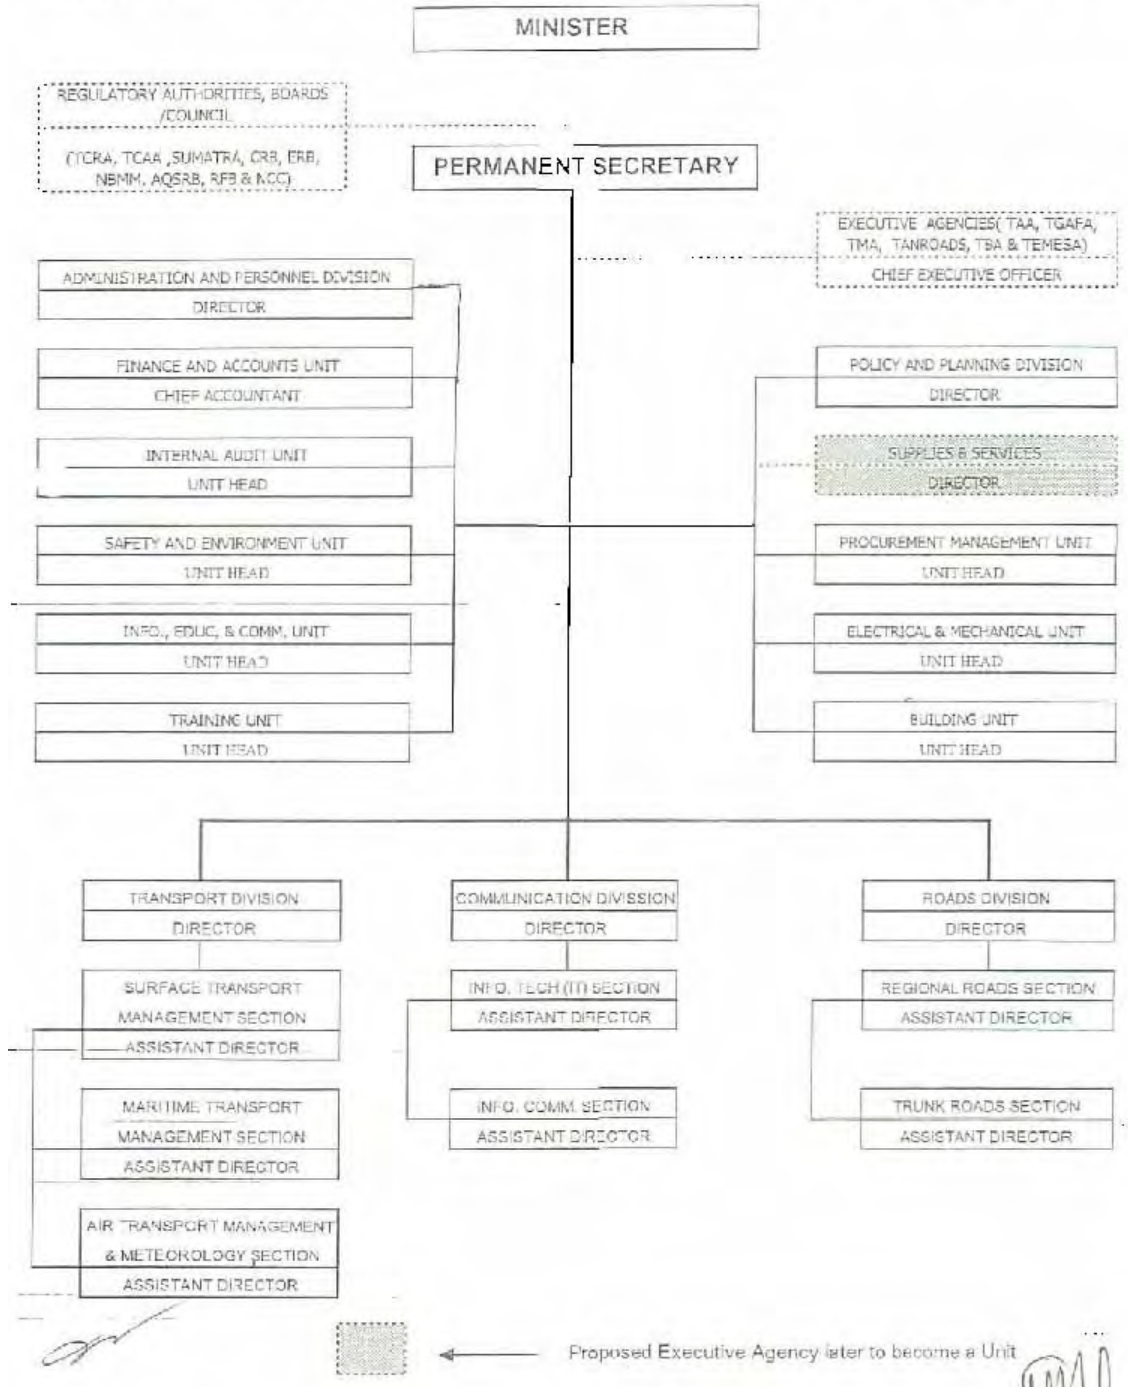 MINISTER
REGULATORY AUTHORITIES, BOARDS
/COUNCIL
(TCRA, TCAA ,SUMATRA, CRB, ERB,
NBMM, AQSRB, RFB & NCC)
PERMANENT SECRETARY
EXECUTIVE AGENCIES( TAA, TGAFA,
TMA, TANROADS, TBA & TEMESA)
CHIEF EXECUTIVE OFFICER
ADMINISTRATION AND PERSONNEL DIVISION
DIRECTOR
FINANCE AND ACCOUNTS UNIT
CHIEF ACCOUNTANT
POLICY AND PLANNING DIVISION
DIRECTOR
INTERNAL AUDIT UNIT
UNIT HEAD
SUPPLIES & SERVICES
DIRECTOR
SAFETY AND ENVIRONMENT UNIT
UNIT HEAD
PROCUREMENT MANAGEMENT UNIT
UNIT HEAD
INFO., EDUC, & COMM, UNIT
UNIT HEAD
ELECTRICAL & MECHANICAL UNIT
UNIT HEAD
TRAINING UNIT
UNIT HEAD
BUILDING UNIT
UNIT HEAD
TRANSPORT DIVISION
DIRECTOR
COMMUNICATION DIVISSION
DIRECTOR
ROADS DIVISION
DIRECTOR
SURFACE TRANSPORT
MANAGEMENT SECTION
ASSISTANT DIRECTOR
INFO. TECH (IT) SECTION
ASSISTANT DIRECTOR
REGIONAL ROADS SECTION
ASSISTANT DIRECTOR
MARITIME TRANSPORT
MANAGEMENT SECTION
ASSISTANT DIRECTOR
INFO. COMM. SECTION
ASSISTANT DIRECTOR
TRUNK ROADS SECTION
ASSISTANT DIRECTOR
AIR TRANSPORT MANAGEMENT
& METEOROLOGY SECTION
ASSISTANT DIRECTOR
Proposed Executive Agency later to become a Unit